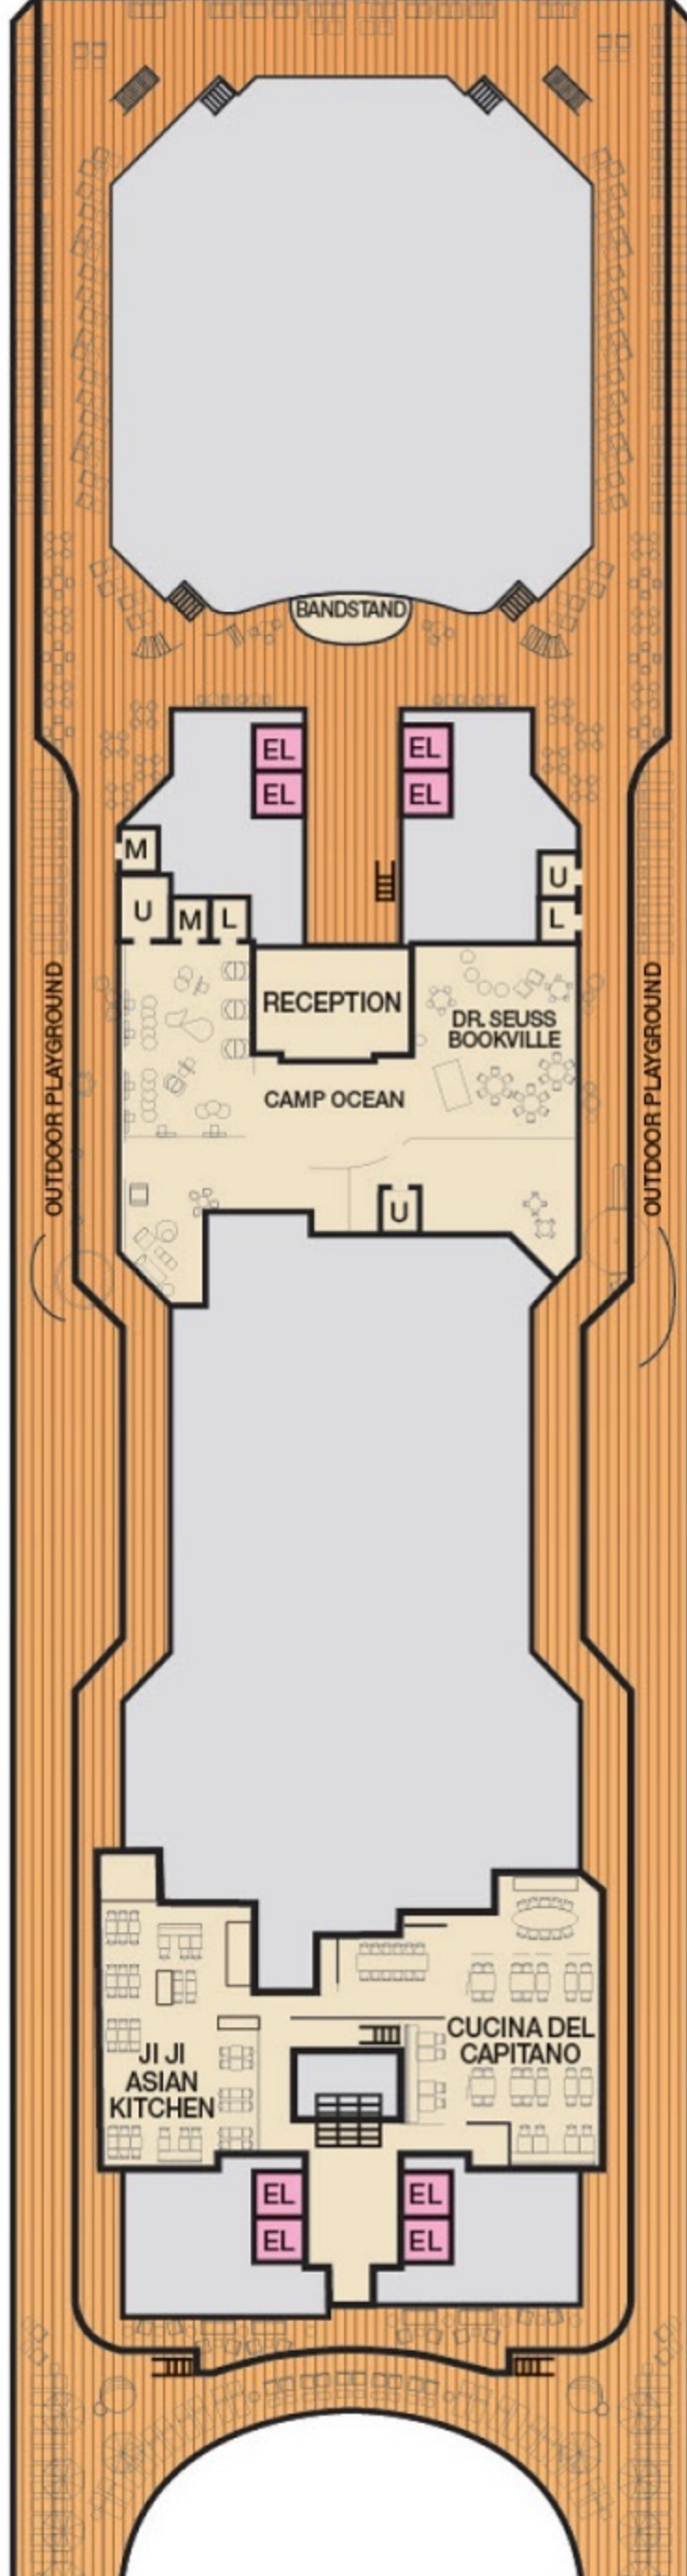 BANDSTAND
EL
EL
EL
EL
M
U
M
L
U
L
RECEPTION
DR. SEUSS
BOOKVILLE
CAMP OCEAN
OUTDOOR PLAYGROUND
OUTDOOR PLAYGROUND
U
JI JI
ASIAN
KITCHEN
CUCINA DEL
CAPITANO
EL
EL
EL
EL